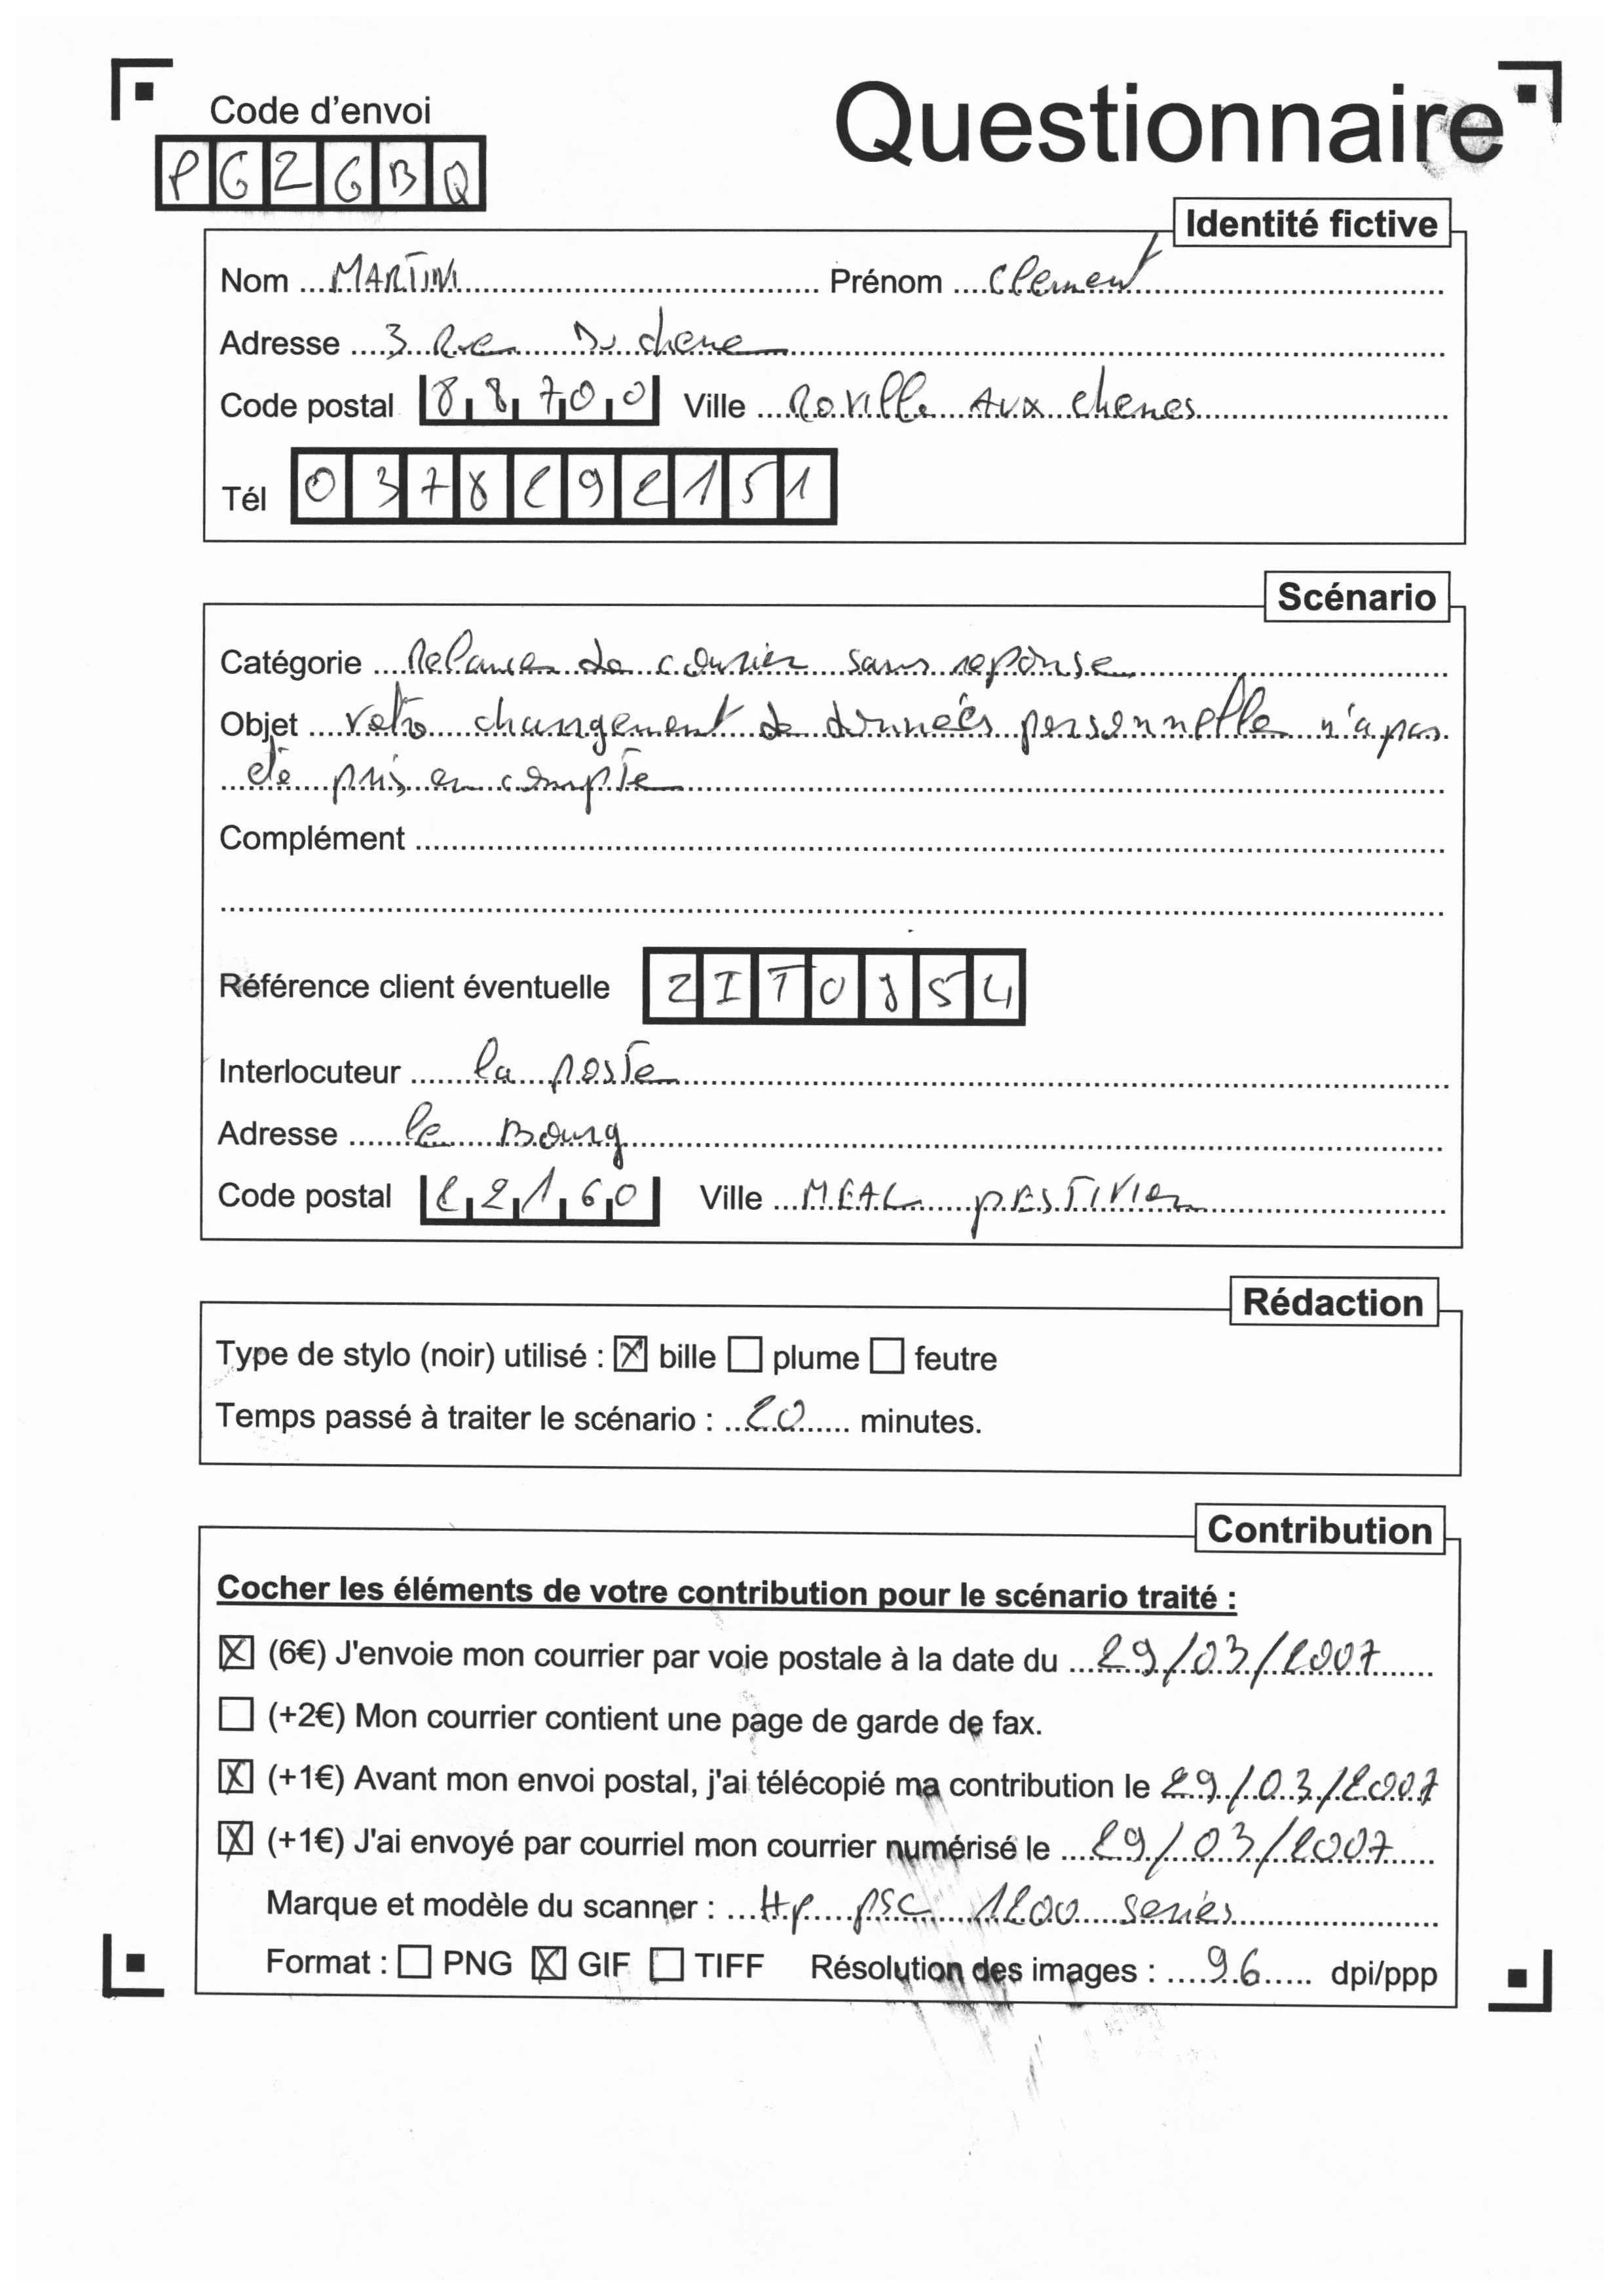 Code d'envoi
Questionnaire
PGZGBQ
Identité fictive
Nom MARTIN Prénom Clement
Adresse 3 Rue Du chene
Code postal 88700 Ville Roville Aux chenes
Tél 0378292151
Scénario
Catégorie Relance de courrier sans reponse
Objet votre changement de données personnelle n'a pas
été pris en compte
Complément
Référence client éventuelle ZITO854
Interlocuteur la poste
Adresse le Bourg
Code postal 22160 Ville MEAL pESTIVien
Rédaction
Type de stylo (noir) utilisé : X bille plume feutre
Temps passé à traiter le scénario : 20 minutes.
Contribution
Cocher les éléments de votre contribution pour le scénario traité :
X (6€) J'envoie mon courrier par voie postale à la date du 29/03/2007
(+2€) Mon courrier contient une page de garde de fax.
X (+1€) Avant mon envoi postal, j'ai télécopié ma contribution le 29/03/2007
X (+1€) J'ai envoyé par courriel mon courrier numérisé le 29/03/2007
Marque et modèle du scanner : Hp psc 1200 series
Format : PNG X GIF TIFF Résolution des images : 96 dpi/ppp